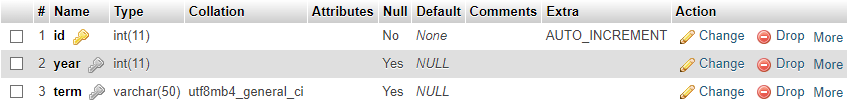 # Name Type Collation Attributes Null Default Comments Extra Action
1 id int(11) No None AUTO_INCREMENT Change Drop More
2 year int(11) Yes NULL Change Drop More
3 term varchar(50) utf8mb4_general_ci Yes NULL Change Drop More